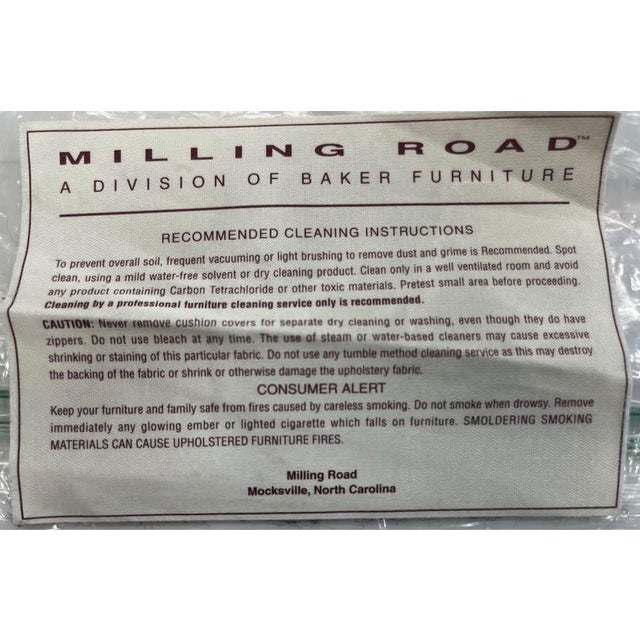 MILLING ROAD™
A DIVISION OF BAKER FURNITURE
RECOMMENDED CLEANING INSTRUCTIONS
To prevent overall soil, frequent vacuuming or light brushing to remove dust and grime is Recommended. Spot
clean, using a mild water-free solvent or dry cleaning product. Clean only in a well ventilated room and avoid
any product containing Carbon Tetrachloride or other toxic materials. Pretest small area before proceeding.
Cleaning by a professional furniture cleaning service only is recommended.
CAUTION: Never remove cushion covers for separate dry cleaning or washing, even though they do have
zippers. Do not use bleach at any time. The use of steam or water-based cleaners may cause excessive
shrinking or staining of this particular fabric. Do not use any tumble method cleaning service as this may destroy
the backing of the fabric or shrink or otherwise damage the upholstery fabric.
CONSUMER ALERT
Keep your furniture and family safe from fires caused by careless smoking. Do not smoke when drowsy. Remove
immediately any glowing ember or lighted cigarette which falls on furniture. SMOLDERING SMOKING
MATERIALS CAN CAUSE UPHOLSTERED FURNITURE FIRES.
Milling Road
Mocksville, North Carolina